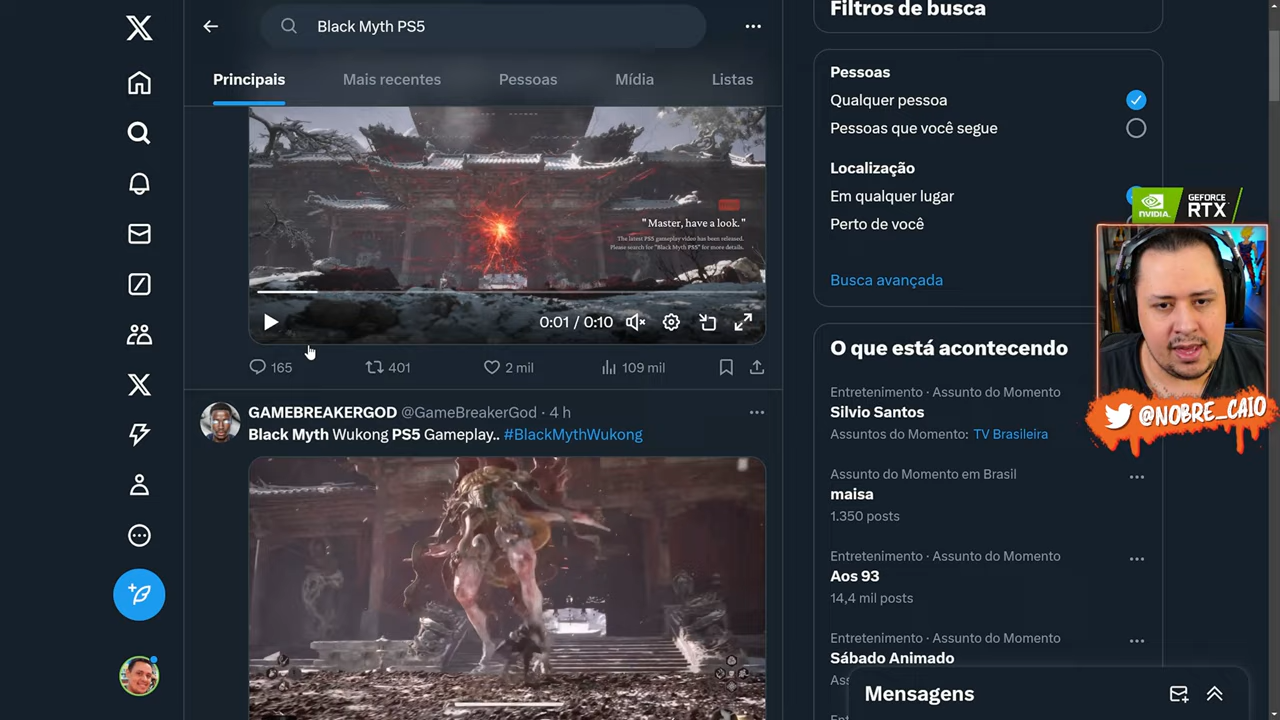 Black Myth PS5
Principais
Mais recentes
Pessoas
Mídia
Listas
"Master, have a look."
The latest PS5 gameplay video has been released.
Please search for "Black Myth PS5" for more details.
0:01 / 0:10
165
401
2 mil
109 mil
GAMEBREAKERGOD @GameBreakerGod · 4 h
Black Myth Wukong PS5 Gameplay.. #BlackMythWukong
Filtros de busca
Pessoas
Qualquer pessoa
Pessoas que você segue
Localização
Em qualquer lugar
Perto de você
Busca avançada
O que está acontecendo
Entretenimento · Assunto do Momento
Silvio Santos
Assuntos do Momento: TV Brasileira
Assunto do Momento em Brasil
maisa
1.350 posts
Entretenimento · Assunto do Momento
Aos 93
14,4 mil posts
Entretenimento · Assunto do Momento
Sábado Animado
Mensagens
NVIDIA.
GEFORCE
RTX
@NOBRE_CAIO